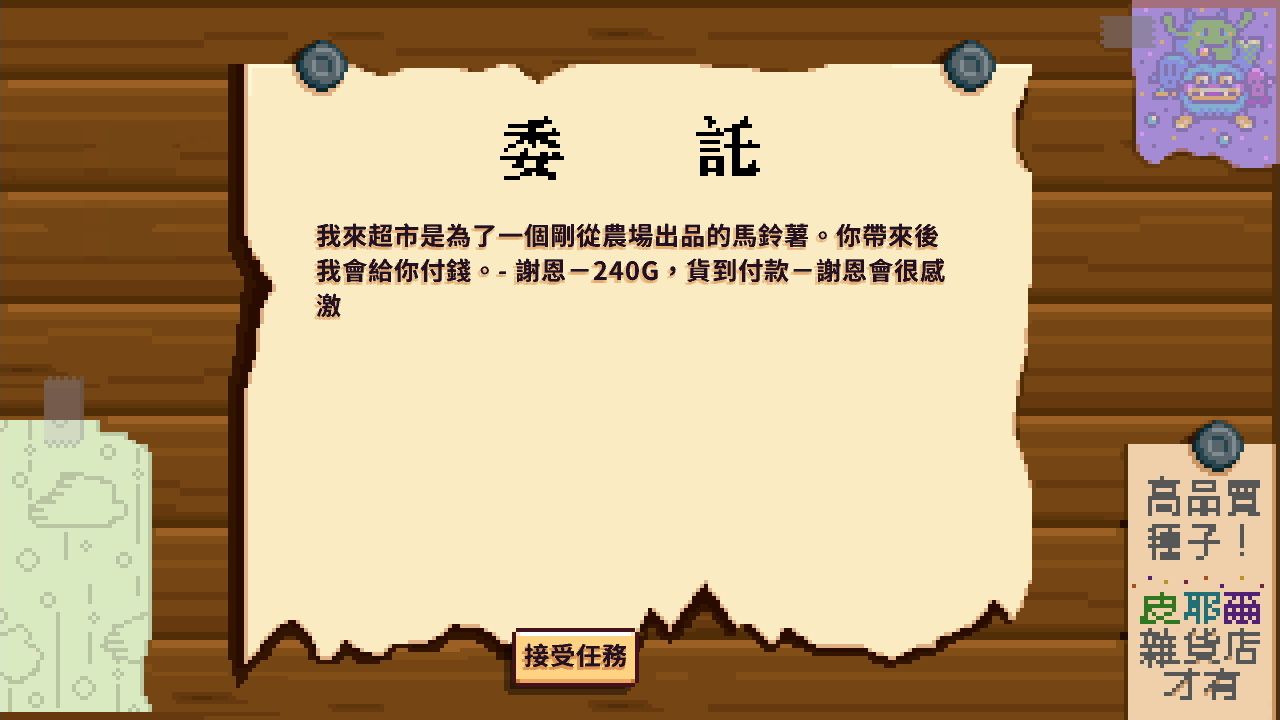 委 託
我來超市是為了一個剛從農場出品的馬鈴薯。你帶來後
我會給你付錢。- 謝恩－240G，貨到付款－謝恩會很感
激
接受任務
高品質
種子！
皮耶爾
雜貨店
才有